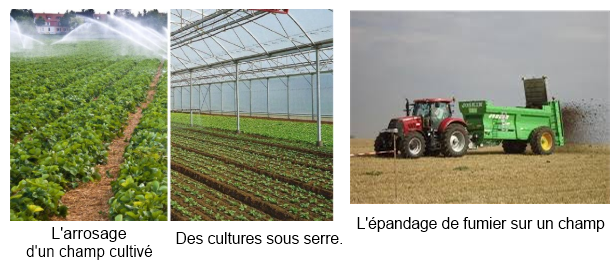 L'arrosage
d'un champ cultivé
Des cultures sous serre.
L'épandage de fumier sur un champ